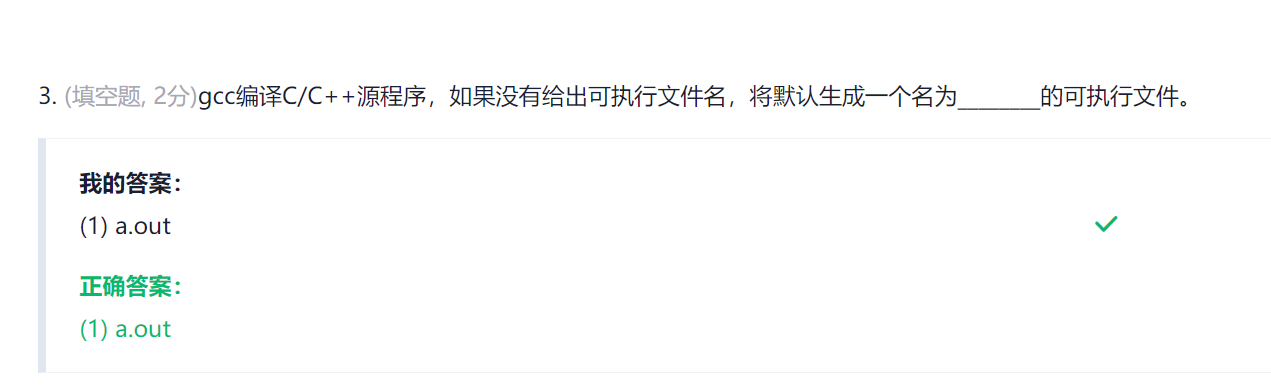 3. (填空题, 2分)gcc编译C/C++源程序，如果没有给出可执行文件名，将默认生成一个名为________的可执行文件。
我的答案：
(1) a.out
正确答案：
(1) a.out